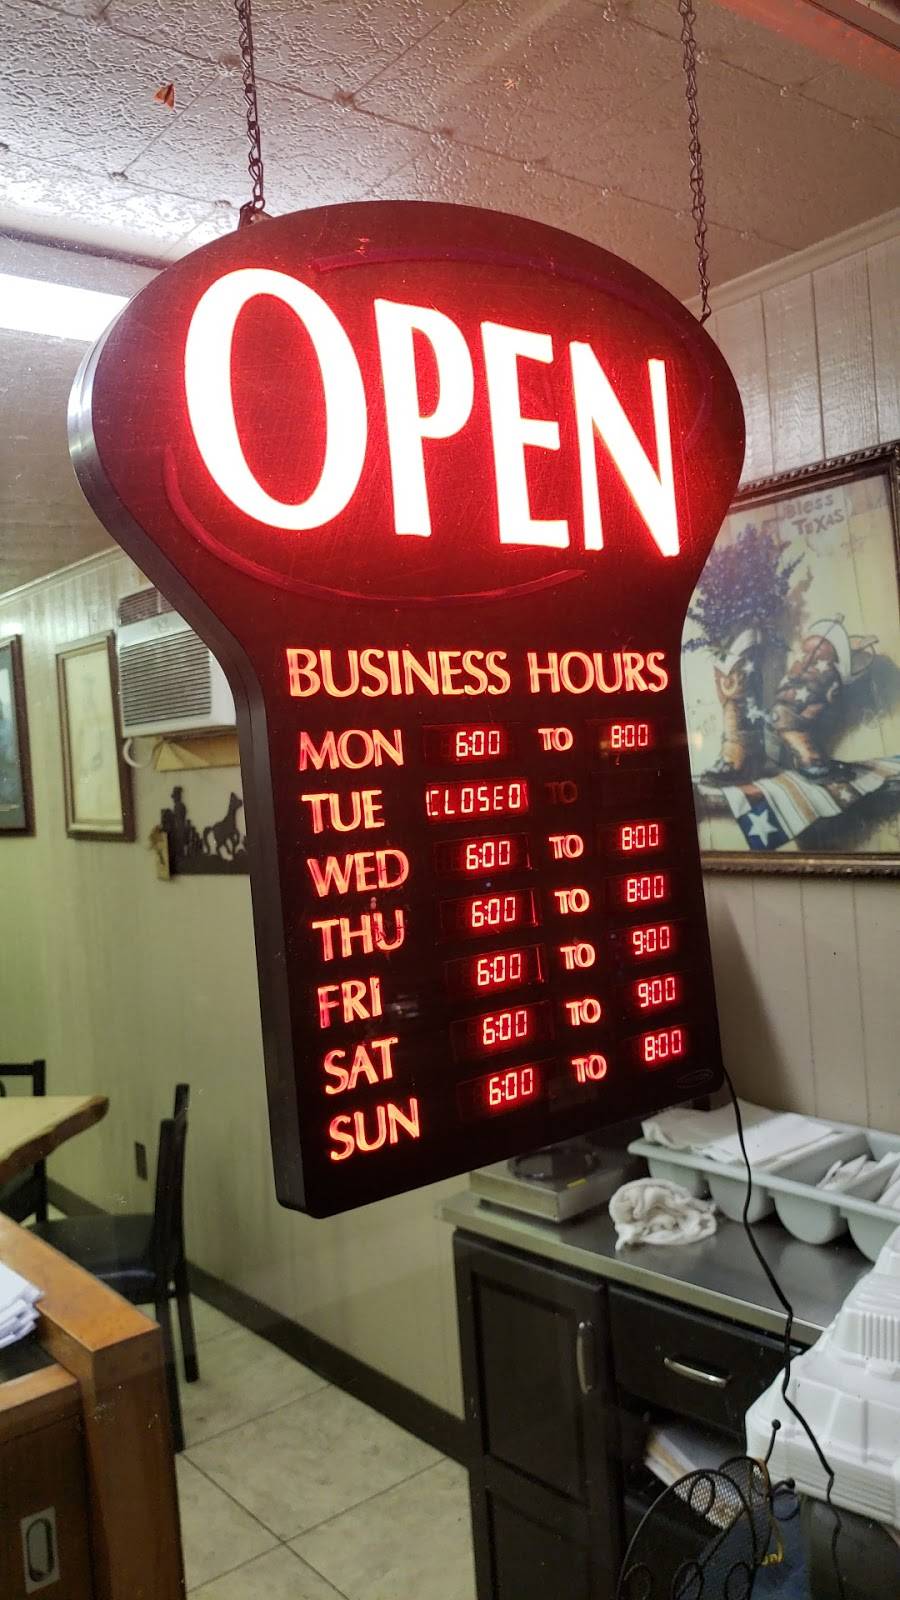 OPEN
BUSINESS HOURS
MON 6:00 TO 8:00
TUE CLOSED TO
WED 6:00 TO 8:00
THU 6:00 TO 8:00
FRI 6:00 TO 9:00
SAT 6:00 TO 9:00
SUN 6:00 TO 8:00
Bless
TEXAS